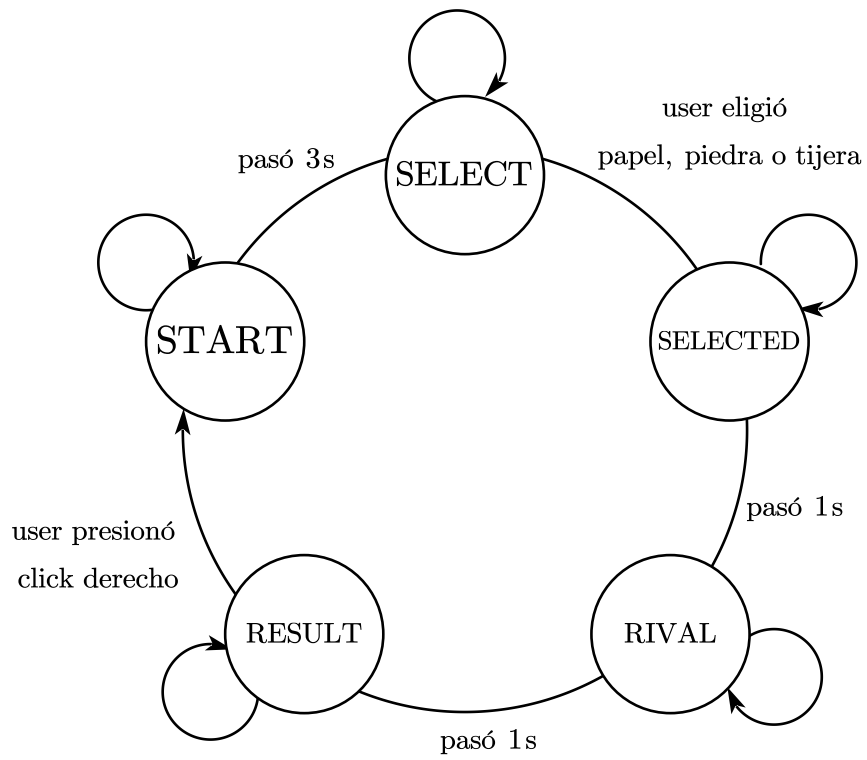 user eligió
papel, piedra o tijera
pasó 3s
SELECT
START
SELECTED
pasó 1s
user presionó
click derecho
RESULT
RIVAL
pasó 1s